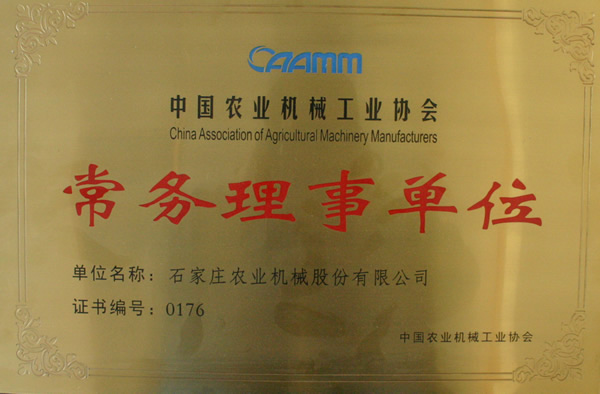 CAAMM
中国农业机械工业协会
China Association of Agricultural Machinery Manufacturers
常务理事单位
单位名称：石家庄农业机械股份有限公司
证书编号：0176
中国农业机械工业协会